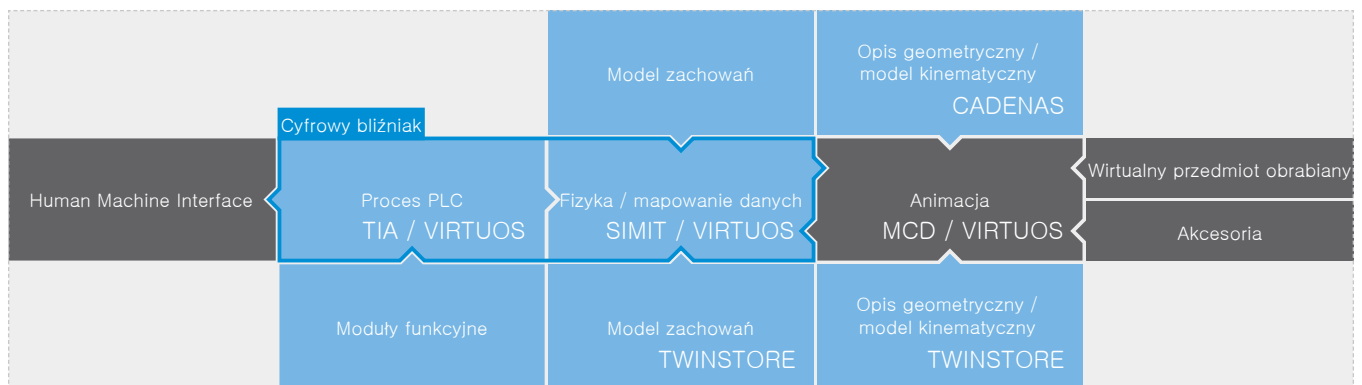 Model zachowań
Opis geometryczny /
model kinematyczny
CADENAS
Cyfrowy bliźniak
Human Machine Interface
Proces PLC
TIA / VIRTUOS
Fizyka / mapowanie danych
SIMIT / VIRTUOS
Animacja
MCD / VIRTUOS
Wirtualny przedmiot obrabiany
Akcesoria
Moduły funkcyjne
Model zachowań
TWINSTORE
Opis geometryczny /
model kinematyczny
TWINSTORE